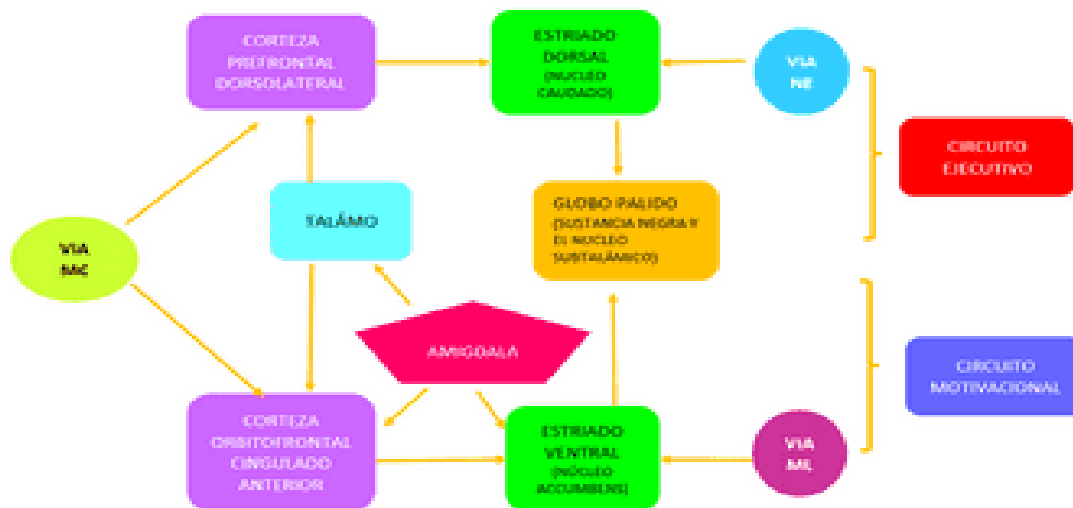 CORTEZA
PREFRONTAL
DORSOLATERAL
ESTRIADO
DORSAL
(NUCLEO
CAUDADO)
VIA
NE
CIRCUITO
EJECUTIVO
TALÁMO
GLOBO PALIDO
(SUSTANCIA NEGRA Y
EL NUCLEO
SUBTALÁMICO)
VIA
MC
AMIGDALA
CIRCUITO
MOTIVACIONAL
CORTEZA
ORBITOFRONTAL
CINGULADO
ANTERIOR
ESTRIADO
VENTRAL
(NÚCLEO
ACCUMBENS)
VIA
ML